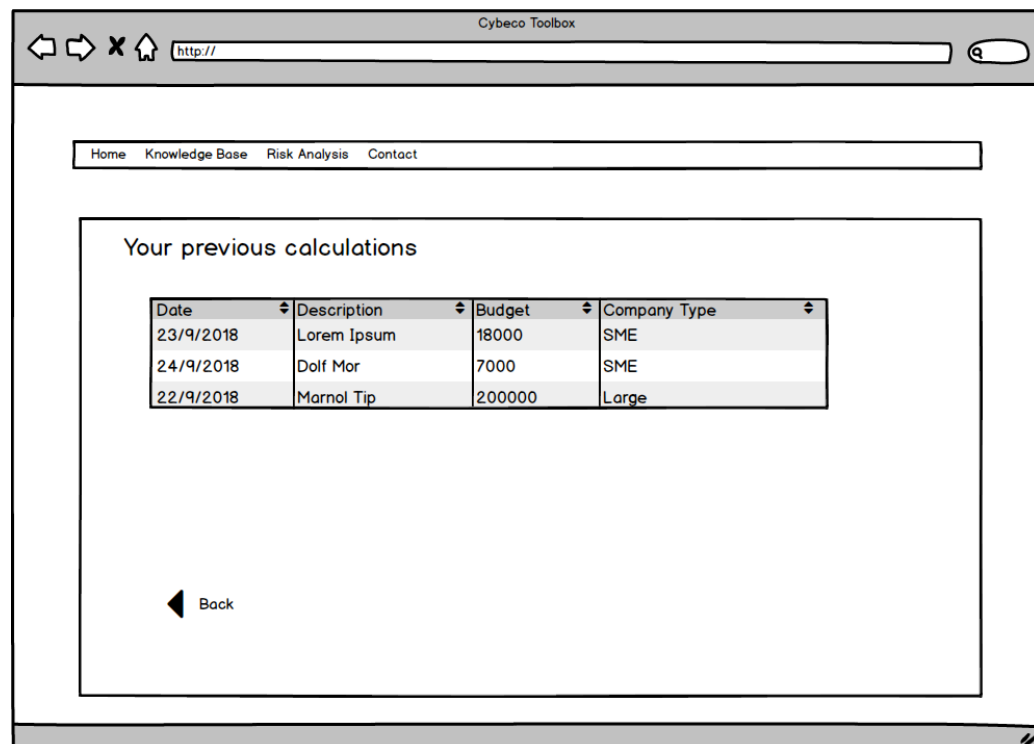 Cybeco Toolbox
http://
Home Knowledge Base Risk Analysis Contact
Your previous calculations
Date Description Budget Company Type
23/9/2018 Lorem Ipsum 18000 SME
24/9/2018 Dolf Mor 7000 SME
22/9/2018 Marnol Tip 200000 Large
Back